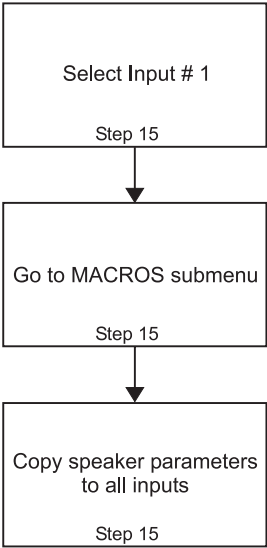 Select Input # 1
Step 15
Go to MACROS submenu
Step 15
Copy speaker parameters
to all inputs
Step 15